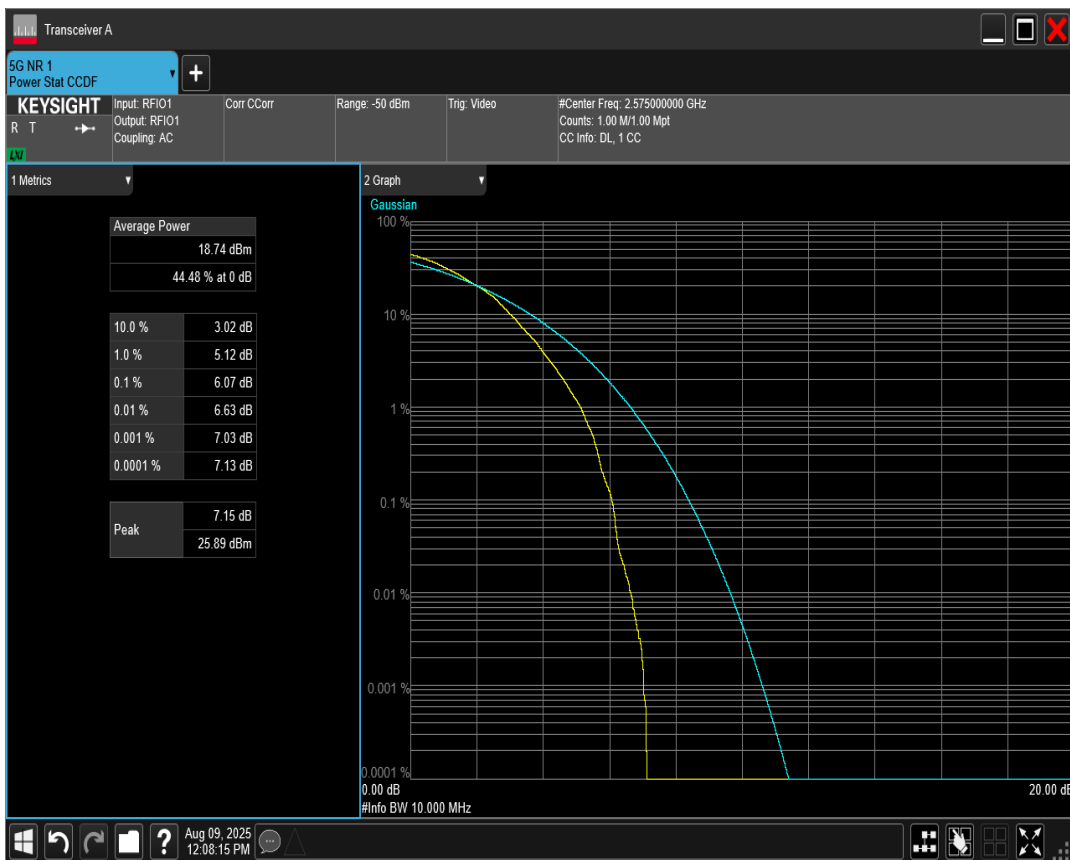 Transceiver A
5G NR 1
Power Stat CCDF
+
KEYSIGHT
R T
LXI
Input: RFIO1
Output: RFIO1
Coupling: AC
Corr CCorr
Range: -50 dBm
Trig: Video
#Center Freq: 2.575000000 GHz
Counts: 1.00 M/1.00 Mpt
CC Info: DL, 1 CC
1 Metrics
Average Power
18.74 dBm
44.48 % at 0 dB
10.0 % 3.02 dB
1.0 % 5.12 dB
0.1 % 6.07 dB
0.01 % 6.63 dB
0.001 % 7.03 dB
0.0001 % 7.13 dB
Peak
7.15 dB
25.89 dBm
2 Graph
Gaussian
100 %
10 %
1 %
0.1 %
0.01 %
0.001 %
0.0001 %
0.00 dB 20.00 dB
#Info BW 10.000 MHz
?
Aug 09, 2025
12:08:15 PM